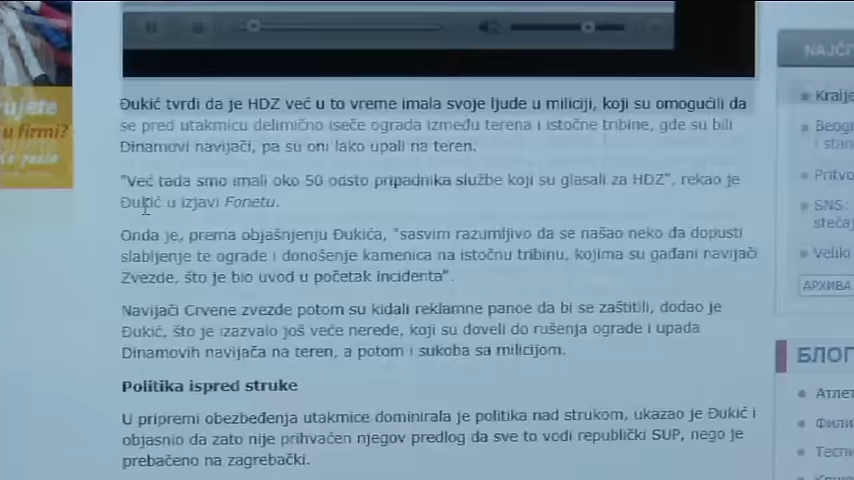 Đukić tvrdi da je HDZ već u to vreme imala svoje ljude u miliciji, koji su omogućili da
se pred utakmicu delimično iseče ograda između terena i istočne tribine, gde su bili
Dinamovi navijači, pa su oni lako upali na teren.
"Već tada smo imali oko 50 odsto pripadnika službe koji su glasali za HDZ", rekao je
Đukić u izjavi Fonetu.
Onda je, prema objašnjenju Đukića, "sasvim razumljivo da se našao neko da dopusti
slabljenje te ograde i donošenje kamenica na istočnu tribinu, kojima su gađani navijači
Zvezde, što je bio uvod u početak incidenta".
Navijači Crvene zvezde potom su kidali reklamne panoe da bi se zaštitili, dodao je
Đukić, što je izazvalo još veće nerede, koji su doveli do rušenja ograde i upada
Dinamovih navijača na teren, a potom i sukoba sa milicijom.
Politika ispred struke
U pripremi obezbeđenja utakmice dominirala je politika nad strukom, ukazao je Đukić i
objasnio da zato nije prihvaćen njegov predlog da sve to vodi republički SUP, nego je
prebačeno na zagrebački.
ujete
u firmi?
NAJČI
Kralje
Beog
i stan
Pritvo
SNS:
stečaj
Veliki
АРХИВА
БЛОГ
Атлет
Фили
Тесл